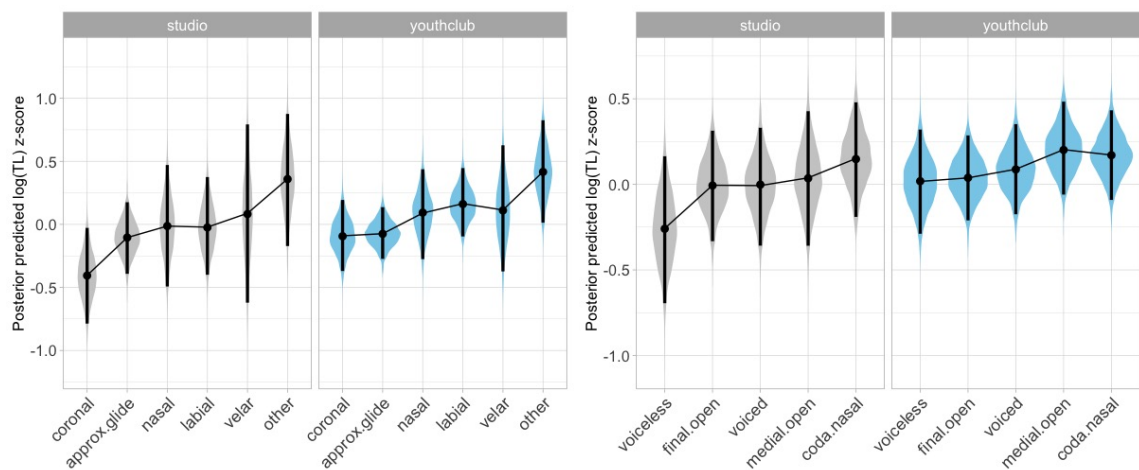 studio
youthclub
Posterior predicted log(TL) z-score
1.0
0.5
0.0
-0.5
-1.0
coronal
approx.glide
nasal
labial
velar
other
coronal
approx.glide
nasal
labial
velar
other
studio
youthclub
Posterior predicted log(TL) z-score
0.5
0.0
-0.5
-1.0
voiceless
final.open
voiced
medial.open
coda.nasal
voiceless
final.open
voiced
medial.open
coda.nasal